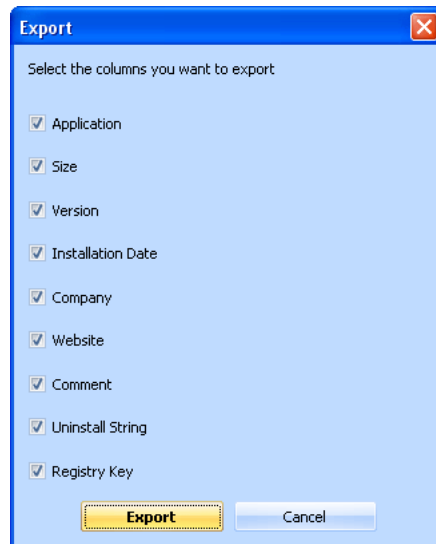 Export
Select the columns you want to export
Application
Size
Version
Installation Date
Company
Website
Comment
Uninstall String
Registry Key
Export Cancel